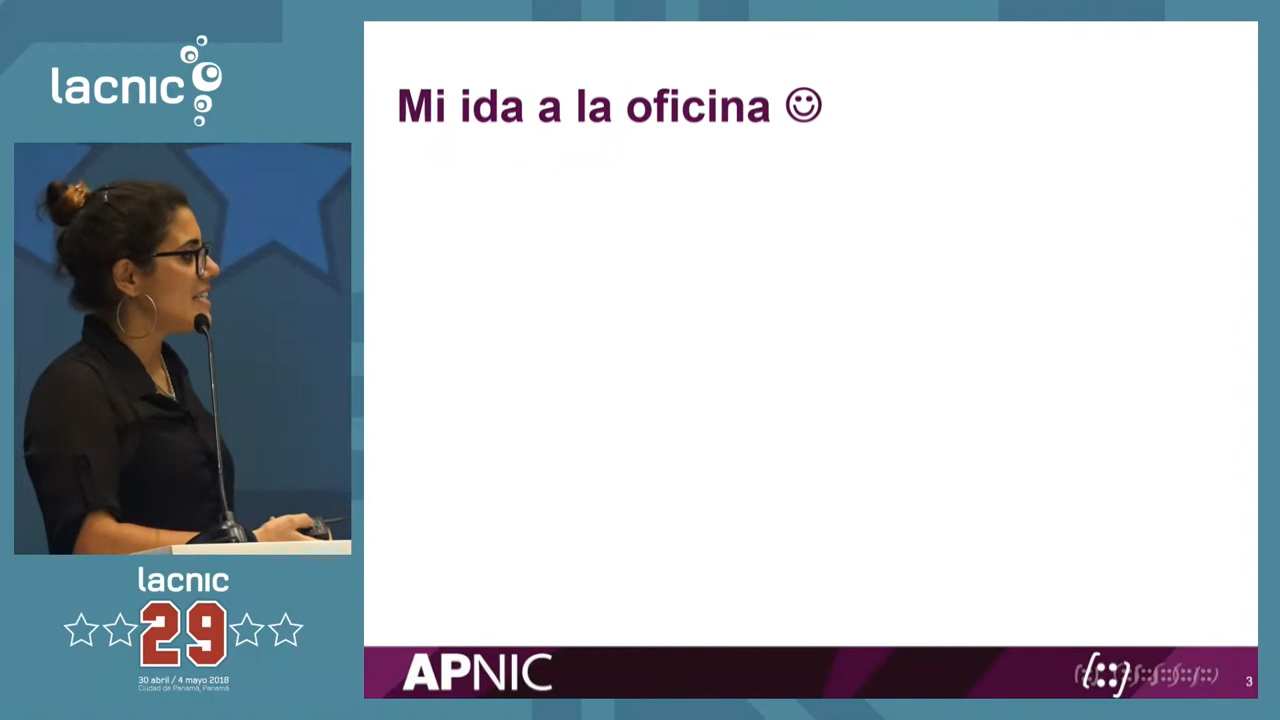 lacnic
Mi ida a la oficina ☺
lacnic
29
30 abril / 4 mayo 2018
Ciudad de Panamá, Panamá
APNIC
3